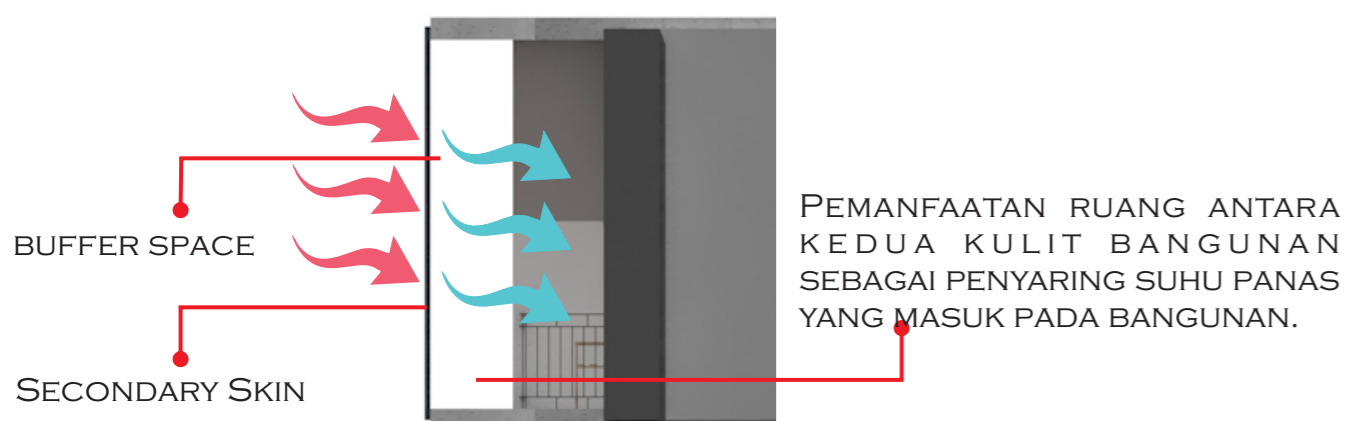 BUFFER SPACE
SECONDARY SKIN
PEMANFAATAN RUANG ANTARA
KEDUA KULIT BANGUNAN
SEBAGAI PENYARING SUHU PANAS
YANG MASUK PADA BANGUNAN.